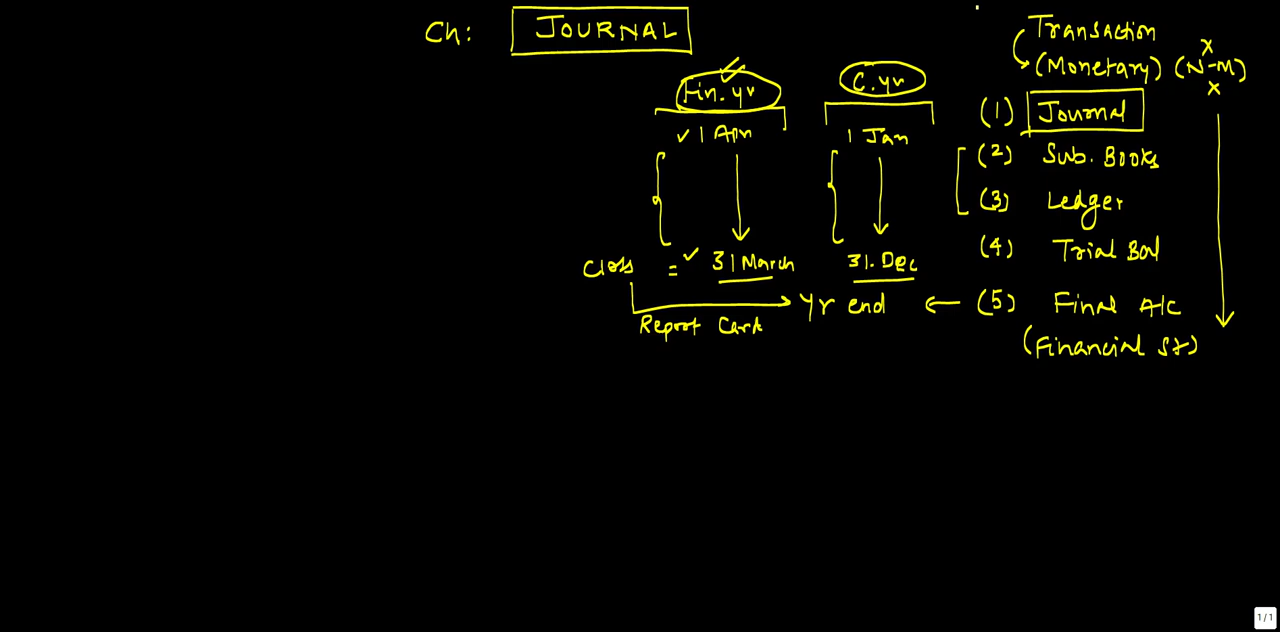 Ch: JOURNAL
Transaction
(Monetary) (N-M)
x
x
Fin. yr
C. yr
1 Apr
1 Jan
Close = 31 March
31. Dec
Report Card
Yr end
(1) Journal
(2) Sub. Books
(3) Ledger
(4) Trial Bal
(5) Final A/C
(Financial St)
1/1